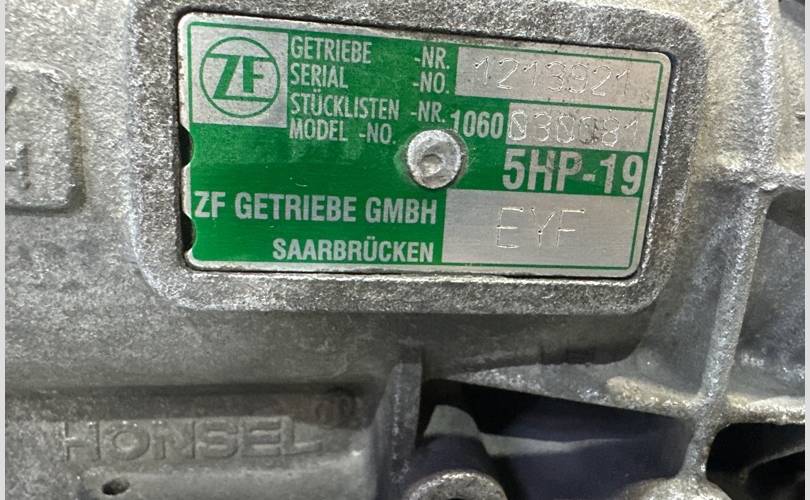 ZF
GETRIEBE -NR.
SERIAL -NO. 1213921
STÜCKLISTEN -NR.
MODEL -NO. 1060 030081
5HP-19
ZF GETRIEBE GMBH
SAARBRÜCKEN
EYF
HONSEL